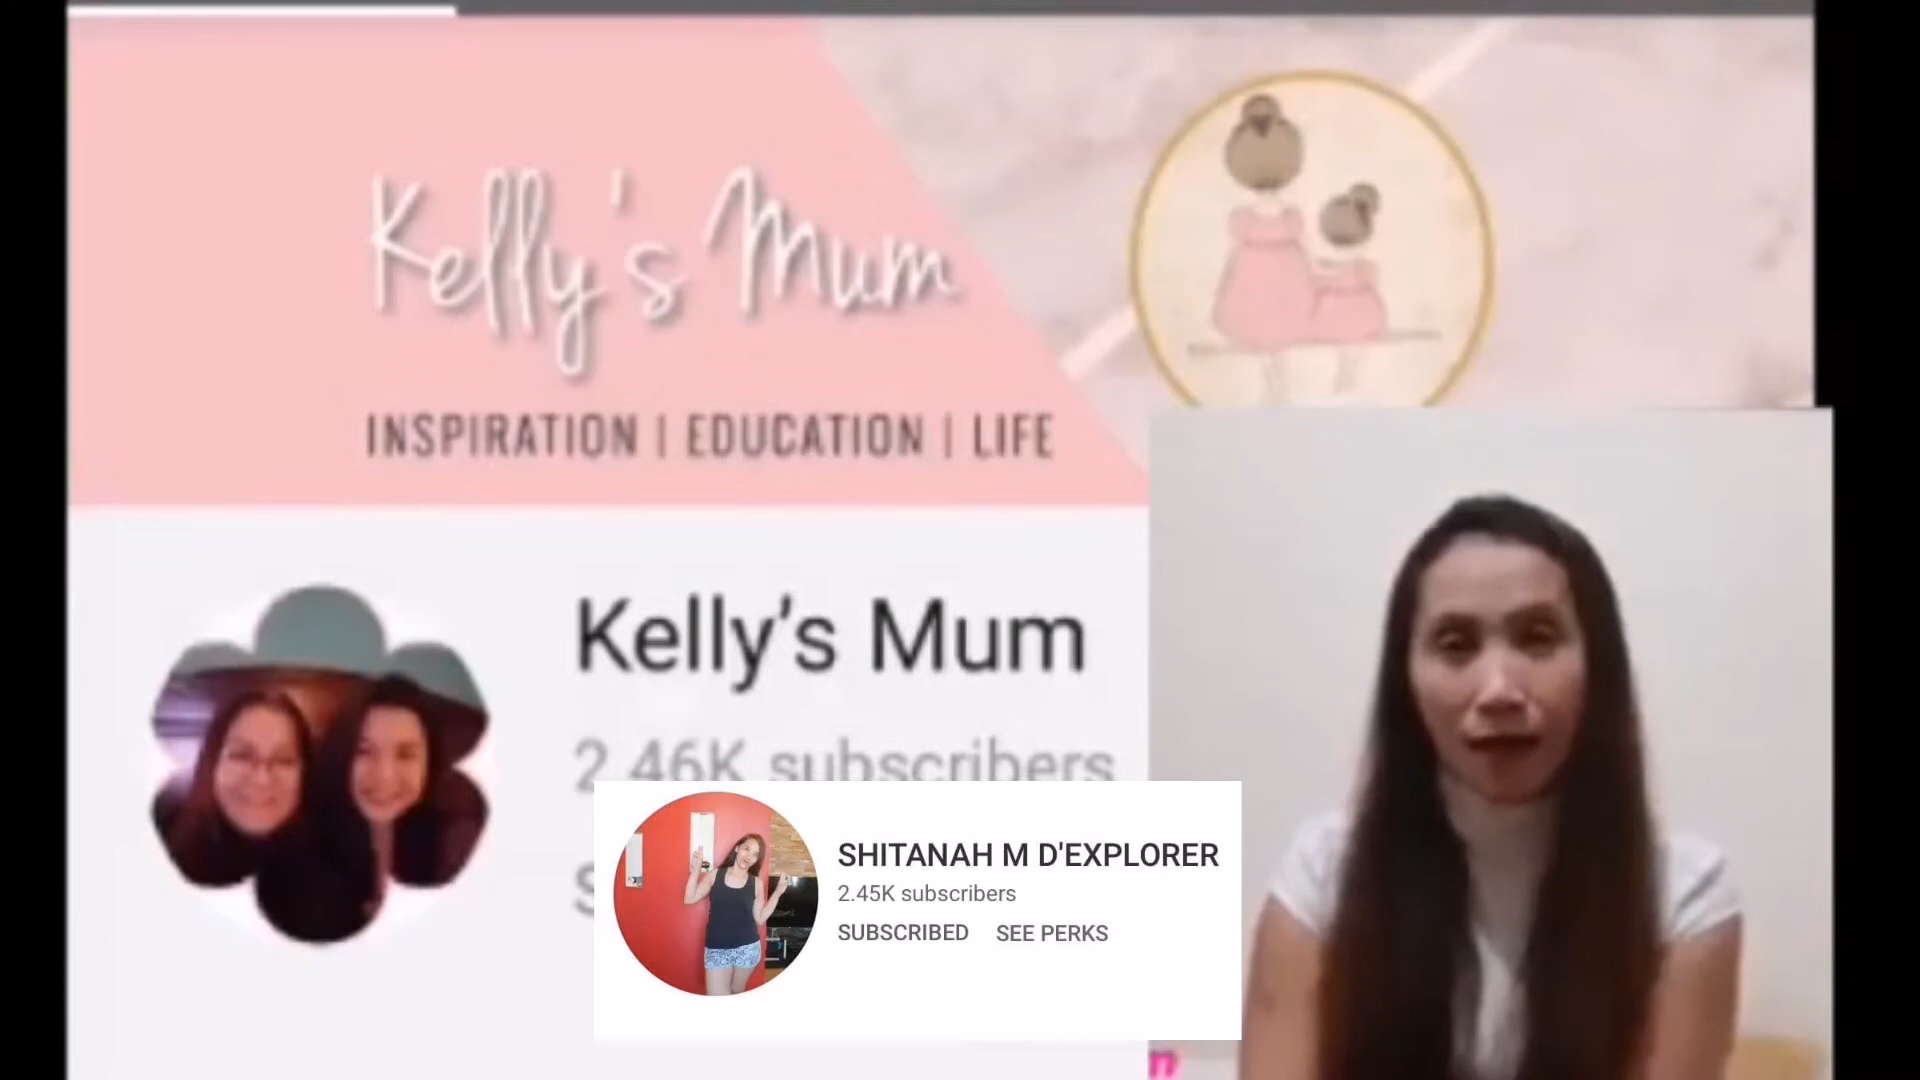 Kelly's Mum
INSPIRATION | EDUCATION | LIFE
Kelly's Mum
2.46K subscribers
SHITANAH M D'EXPLORER
2.45K subscribers
SUBSCRIBED SEE PERKS